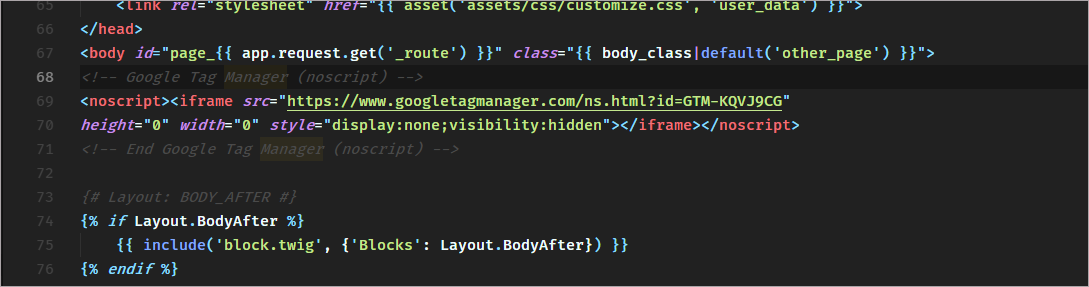 65 <link rel="stylesheet" href="{{ asset('assets/css/customize.css', 'user_data') }}">
66 </head>
67 <body id="page_{{ app.request.get('_route') }}" class="{{ body_class|default('other_page') }}">
68 <!-- Google Tag Manager (noscript) -->
69 <noscript><iframe src="https://www.googletagmanager.com/ns.html?id=GTM-KQVJ9CG"
70 height="0" width="0" style="display:none;visibility:hidden"></iframe></noscript>
71 <!-- End Google Tag Manager (noscript) -->
72
73 {# Layout: BODY_AFTER #}
74 {% if Layout.BodyAfter %}
75 {{ include('block.twig', {'Blocks': Layout.BodyAfter}) }}
76 {% endif %}